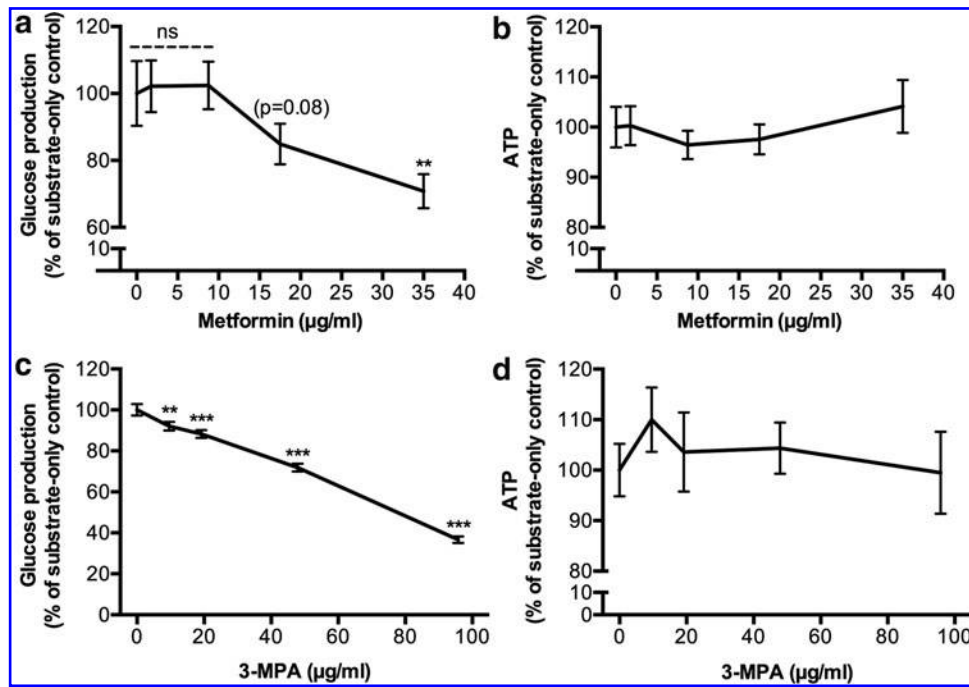 a
Glucose production
(% of substrate-only control)
120
100
80
60
10
0
ns
(p=0.08)
**
0 5 10 15 20 25 30 35 40
Metformin (µg/ml)
b
ATP
(% of substrate-only control)
120
110
100
90
80
10
0
0 5 10 15 20 25 30 35 40
Metformin (µg/ml)
c
Glucose production
(% of substrate-only control)
120
100
80
60
40
20
0
**
***
***
***
0 20 40 60 80 100
3-MPA (µg/ml)
d
ATP
(% of substrate-only control)
120
110
100
90
80
10
0
0 20 40 60 80 100
3-MPA (µg/ml)